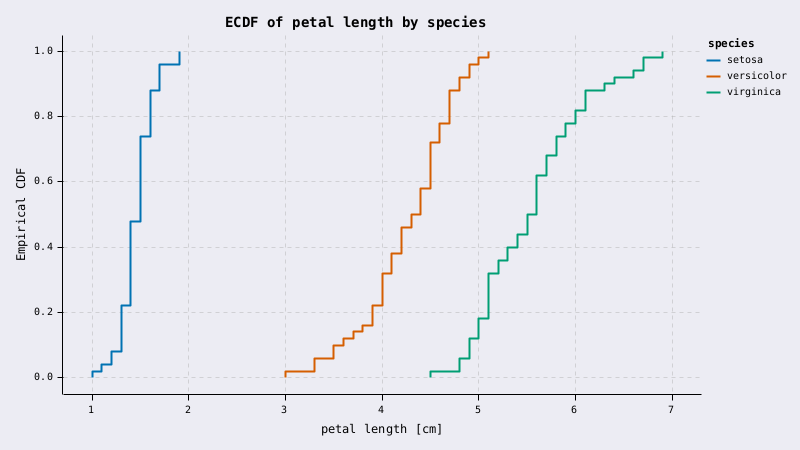 ECDF of petal length by species
species
setosa
versicolor
virginica
Empirical CDF
1.0
0.8
0.6
0.4
0.2
0.0
1 2 3 4 5 6 7
petal length [cm]